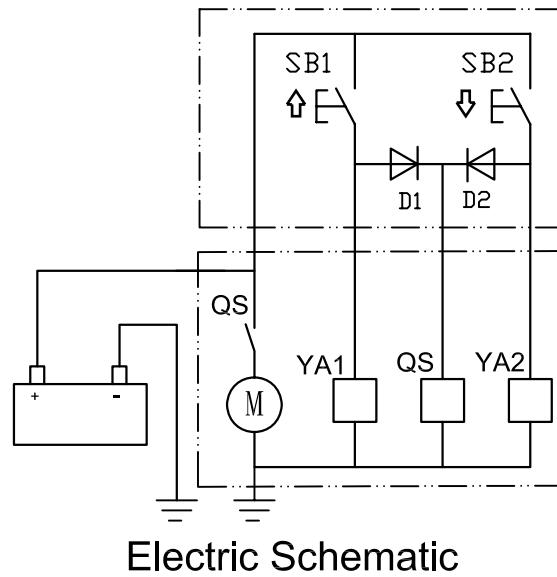 SB1 SB2
D1 D2
QS
YA1 QS YA2
+ -
M
Electric Schematic